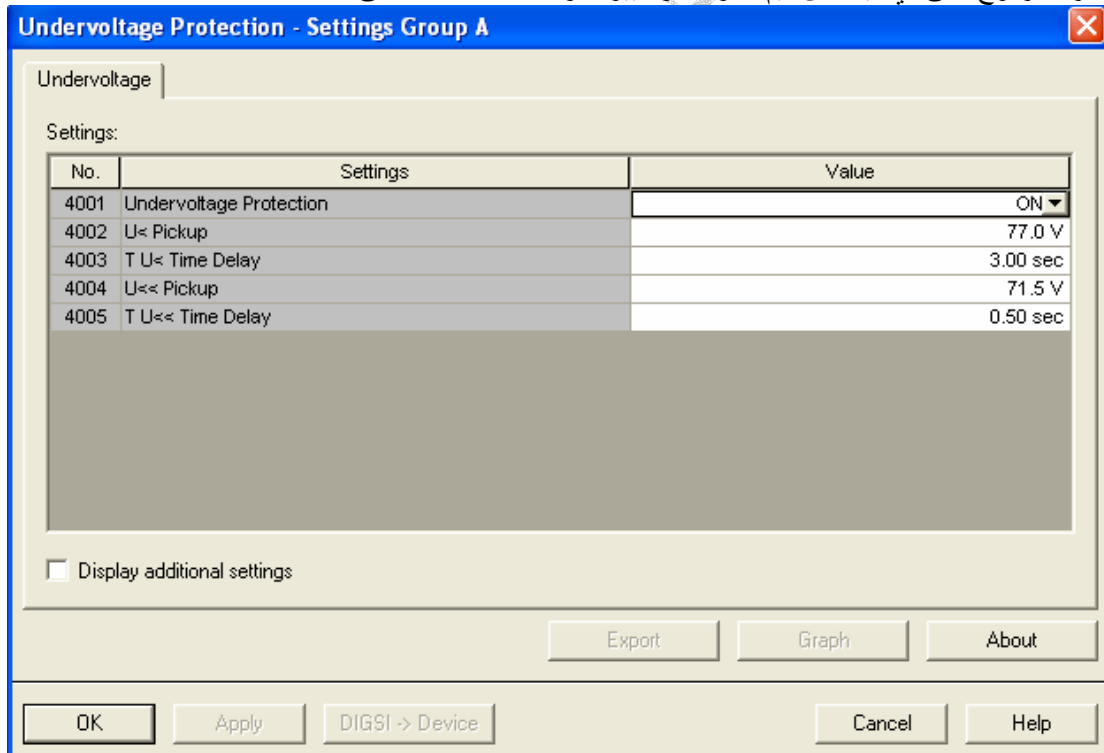 Undervoltage Protection - Settings Group A
Undervoltage
Settings:
No. Settings Value
4001 Undervoltage Protection ON
4002 U< Pickup 77.0 V
4003 T U< Time Delay 3.00 sec
4004 U<< Pickup 71.5 V
4005 T U<< Time Delay 0.50 sec
Display additional settings
Export Graph About
OK Apply DIGSI -> Device Cancel Help